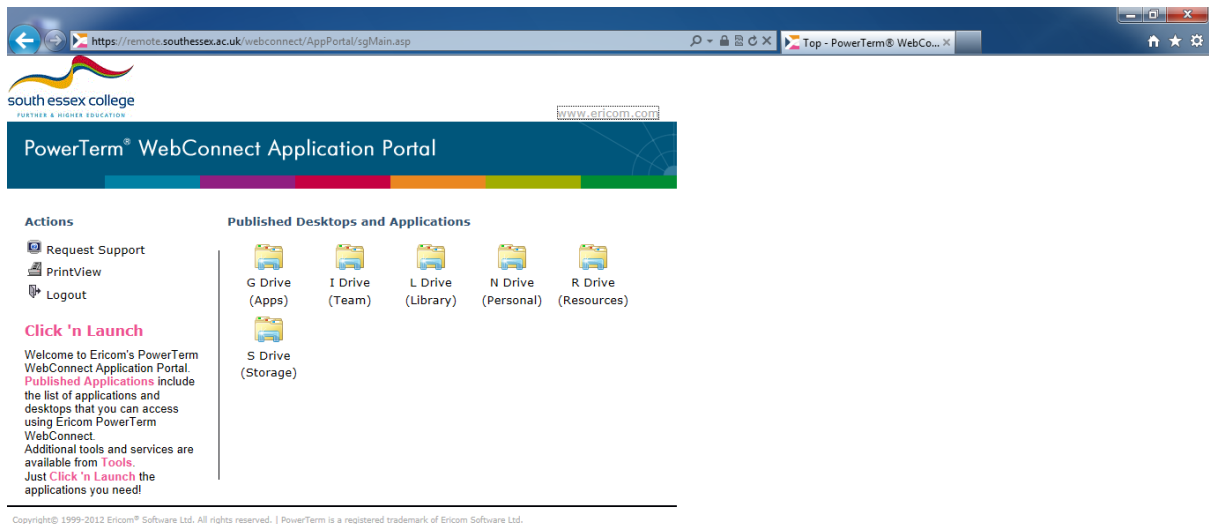 https://remote.southessex.ac.uk/webconnect/AppPortal/sgMain.asp
Top - PowerTerm® WebCo...
south essex college
FURTHER & HIGHER EDUCATION
www.ericom.com
PowerTerm® WebConnect Application Portal
Actions
Request Support
PrintView
Logout
Click 'n Launch
Welcome to Ericom's PowerTerm
WebConnect Application Portal.
Published Applications include
the list of applications and
desktops that you can access
using Ericom PowerTerm
WebConnect.
Additional tools and services are
available from Tools.
Just Click 'n Launch the
applications you need!
Published Desktops and Applications
G Drive
(Apps)
I Drive
(Team)
L Drive
(Library)
N Drive
(Personal)
R Drive
(Resources)
S Drive
(Storage)
Copyright© 1999-2012 Ericom® Software Ltd. All rights reserved. | PowerTerm is a registered trademark of Ericom Software Ltd.